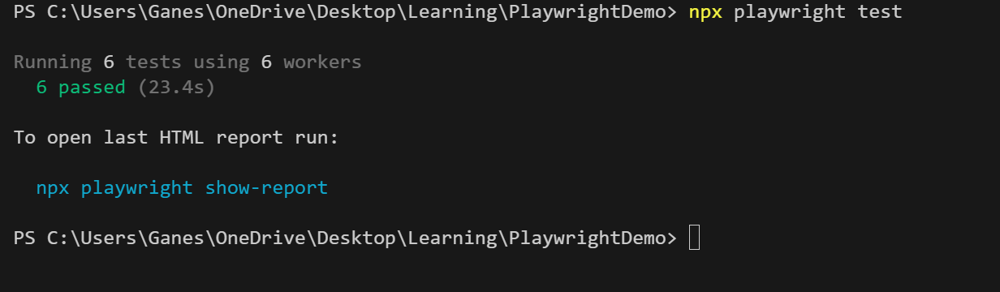 PS C:\Users\Ganes\OneDrive\Desktop\Learning\PlaywrightDemo> npx playwright test
Running 6 tests using 6 workers
6 passed (23.4s)
To open last HTML report run:
npx playwright show-report
PS C:\Users\Ganes\OneDrive\Desktop\Learning\PlaywrightDemo>